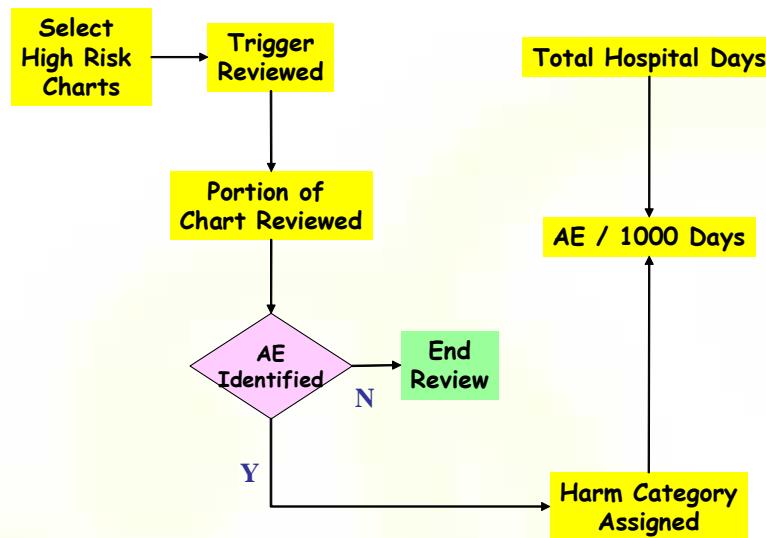 Select
High Risk
Charts
Trigger
Reviewed
Total Hospital Days
Portion of
Chart Reviewed
AE / 1000 Days
AE
Identified
End
Review
N
Y
Harm Category
Assigned